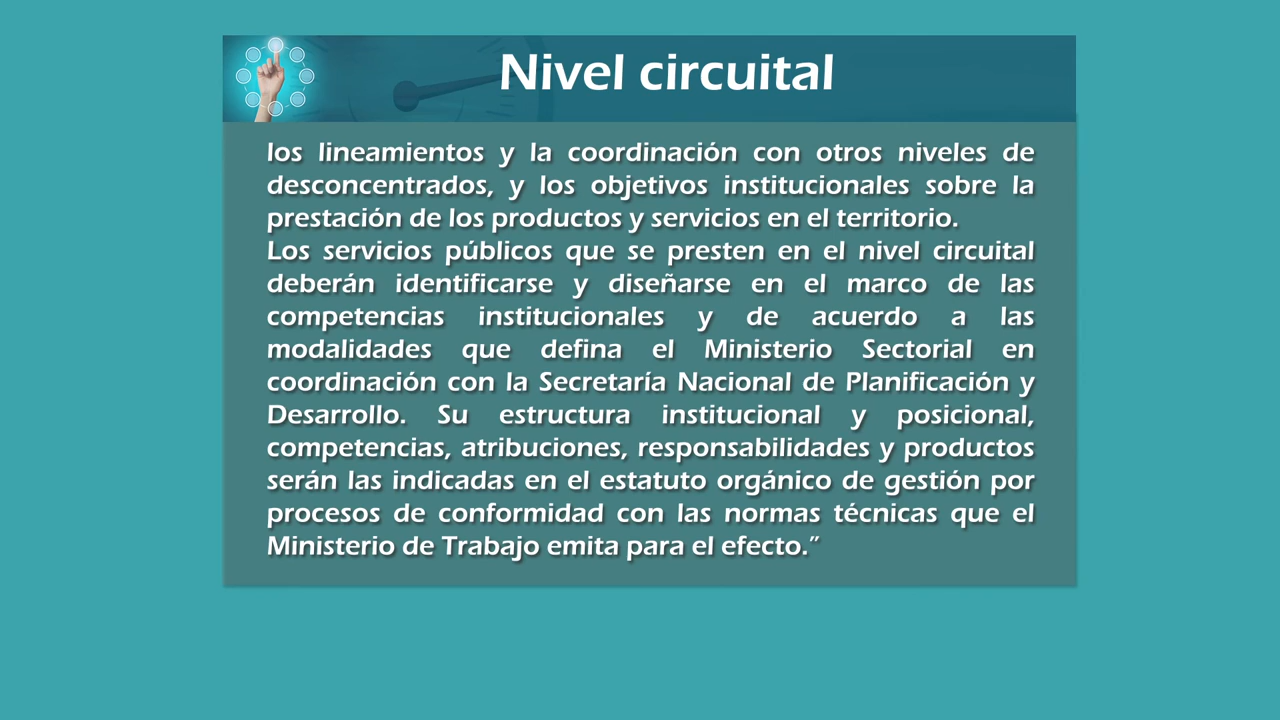 Nivel circuital
los lineamientos y la coordinación con otros niveles de
desconcentrados, y los objetivos institucionales sobre la
prestación de los productos y servicios en el territorio.
Los servicios públicos que se presten en el nivel circuital
deberán identificarse y diseñarse en el marco de las
competencias institucionales y de acuerdo a las
modalidades que defina el Ministerio Sectorial en
coordinación con la Secretaría Nacional de Planificación y
Desarrollo. Su estructura institucional y posicional,
competencias, atribuciones, responsabilidades y productos
serán las indicadas en el estatuto orgánico de gestión por
procesos de conformidad con las normas técnicas que el
Ministerio de Trabajo emita para el efecto.”